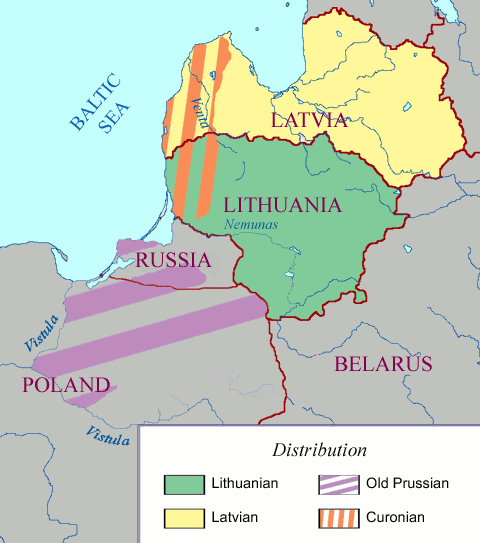 BALTIC
SEA
Venta
LATVIA
LITHUANIA
Nemunas
RUSSIA
Vistula
BELARUS
POLAND
Vistula
Distribution
Lithuanian
Old Prussian
Latvian
Curonian